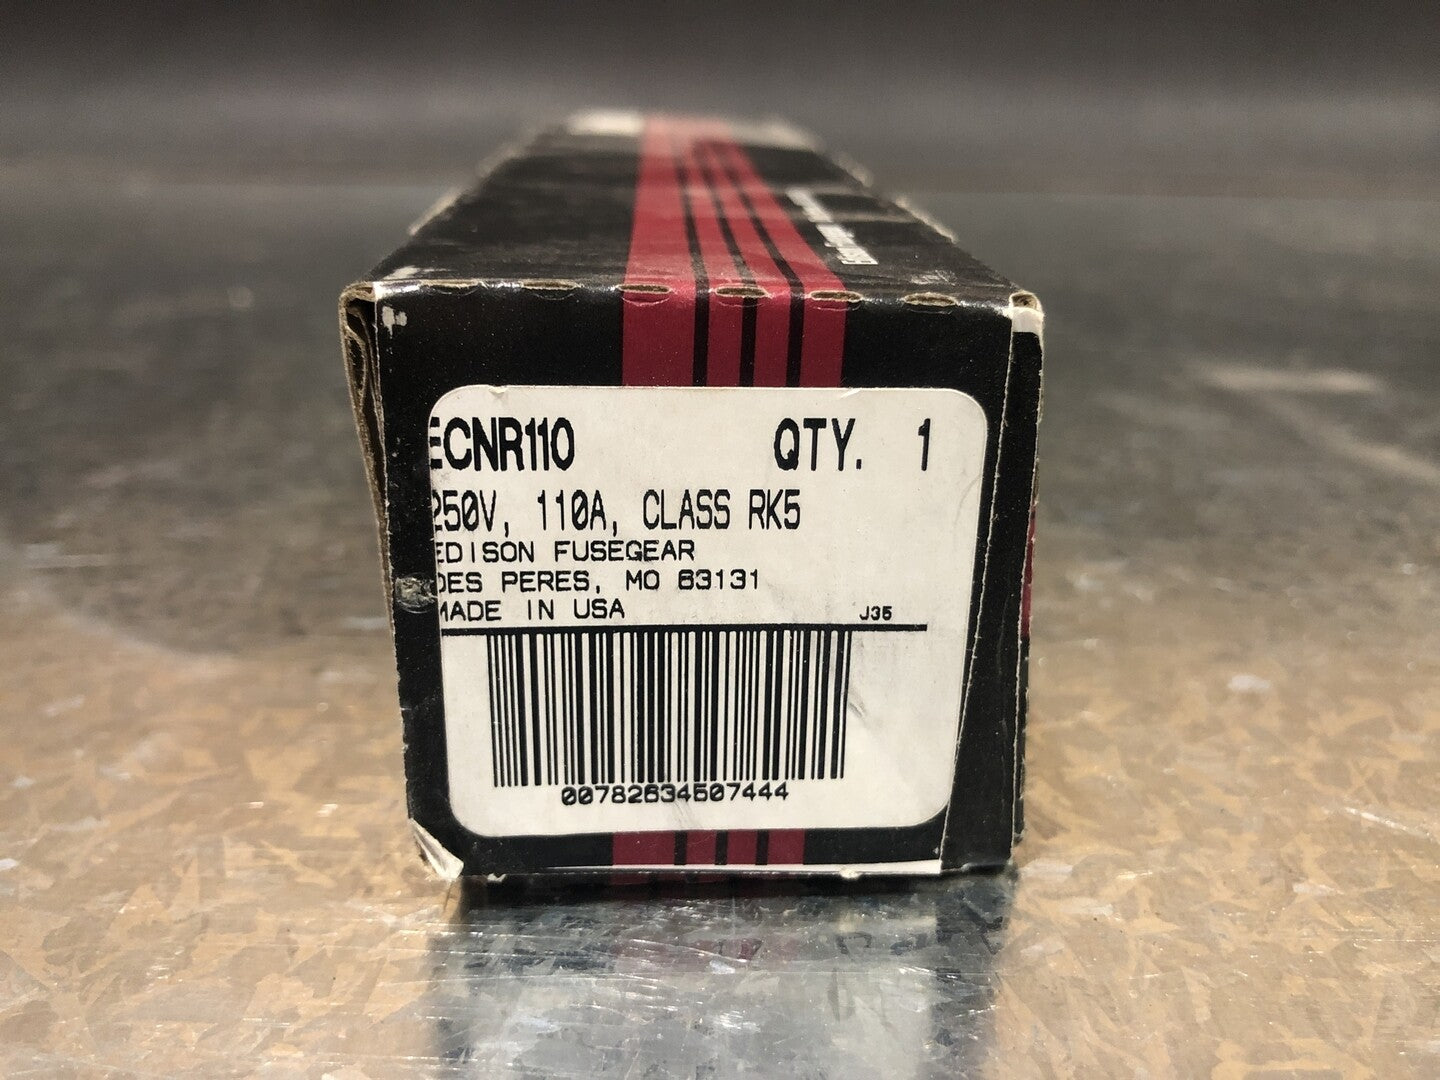 ECNR110 QTY. 1
250V, 110A, CLASS RK5
EDISON FUSEGEAR
DES PERES, MO 63131
MADE IN USA J35
00782634507444